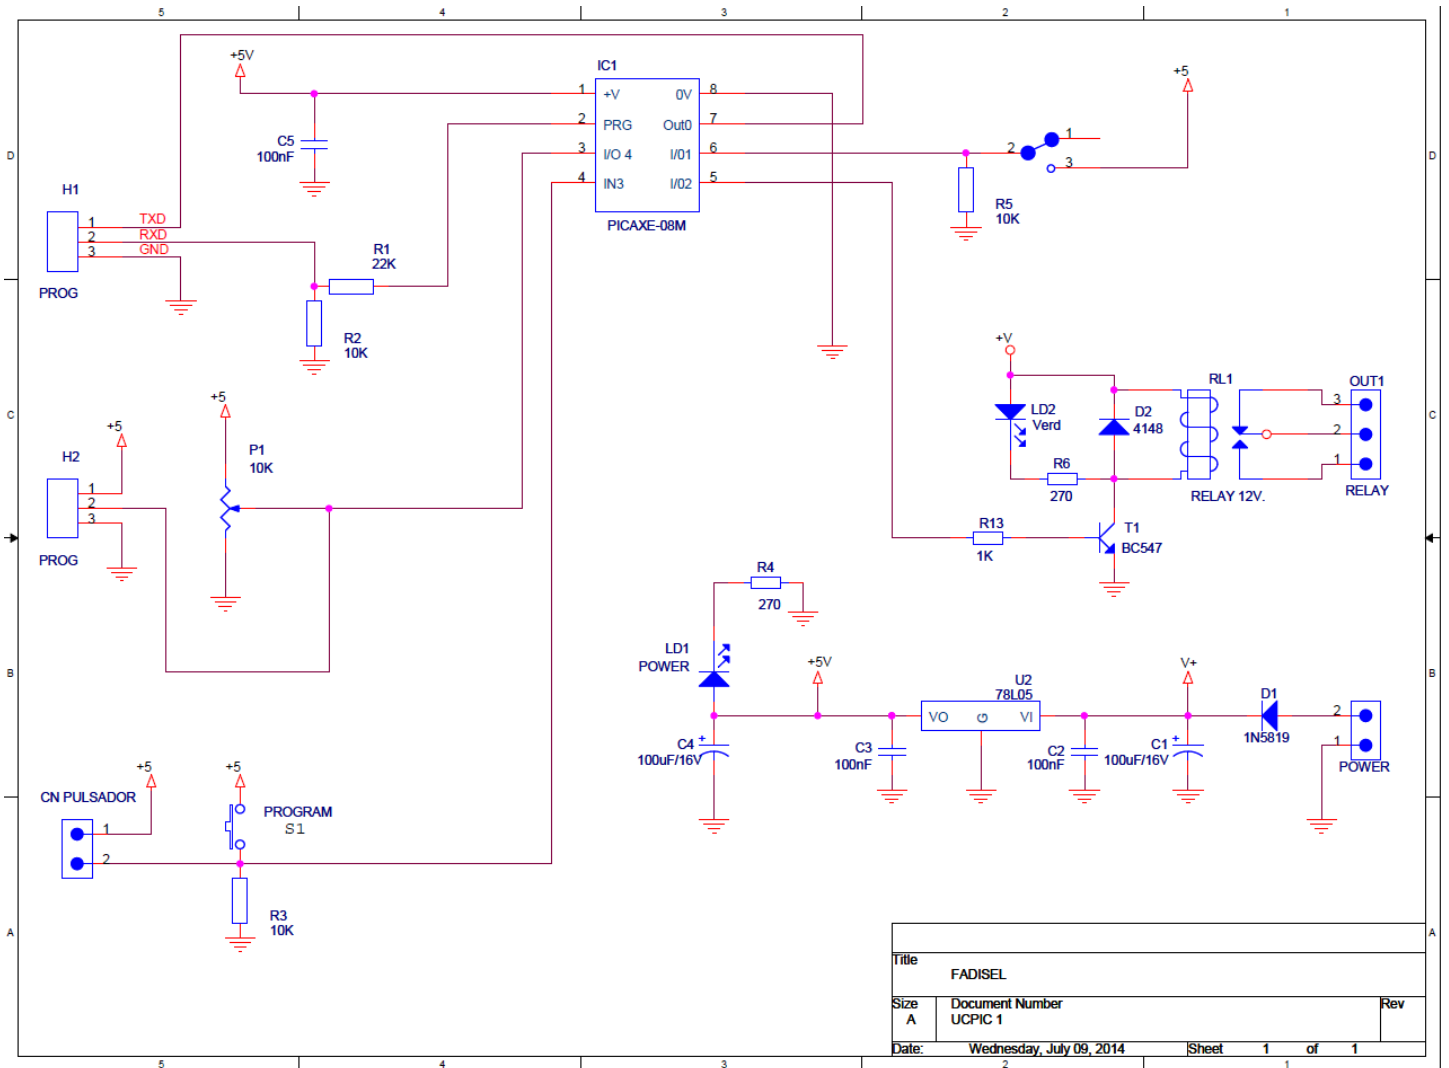 5 4 3 2 1
D
C
B
A
+5V
C5
100nF
IC1
1 +V 0V 8
2 PRG Out0 7
3 I/O 4 I/01 6
4 IN3 I/02 5
PICAXE-08M
+5
1
2
3
R5
10K
H1
1 TXD
2 RXD
3 GND
PROG
R1
22K
R2
10K
+5
H2
1
2
3
PROG
+5
P1
10K
+V
LD2
Verd
D2
4148
R6
270
RL1
RELAY 12V.
OUT1
3
2
1
RELAY
R13
1K
T1
BC547
R4
270
LD1
POWER
+5V
C4
+
100uF/16V
C3
100nF
U2
78L05
VO G VI
C2
100nF
V+
C1
+
100uF/16V
D1
1N5819
2
1
POWER
+5
CN PULSADOR
1
2
+5
PROGRAM
S1
R3
10K
Title
FADISEL
Size Document Number Rev
A UCPIC 1
Date: Wednesday, July 09, 2014 Sheet 1 of 1
5 4 3 2 1
D
C
B
A